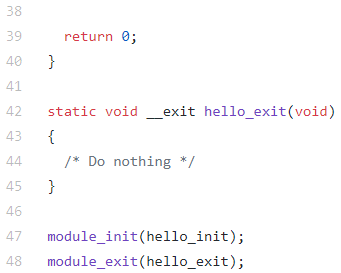 38
39   return 0;
40 }
41
42 static void __exit hello_exit(void)
43 {
44   /* Do nothing */
45 }
46
47 module_init(hello_init);
48 module_exit(hello_exit);